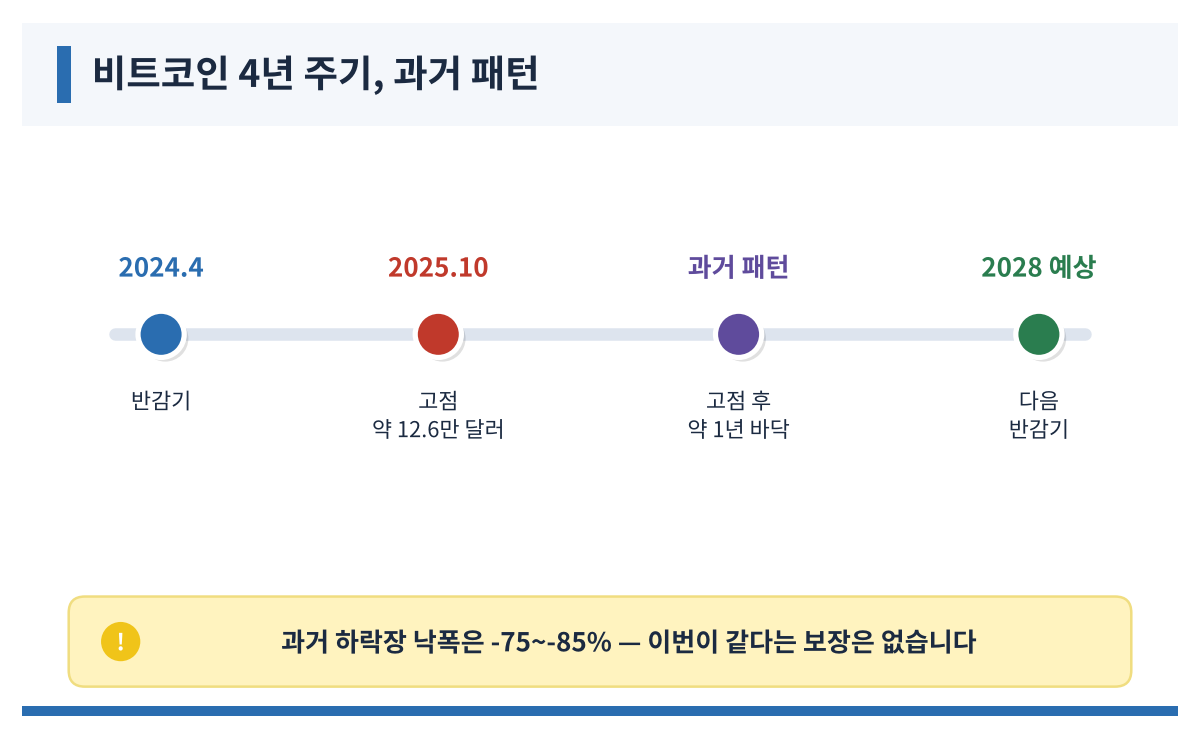 비트코인 4년 주기, 과거 패턴
2024.4
2025.10
과거 패턴
2028 예상
반감기
고점
약 12.6만 달러
고점 후
약 1년 바닥
다음
반감기
!
과거 하락장 낙폭은 -75~-85% — 이번이 같다는 보장은 없습니다